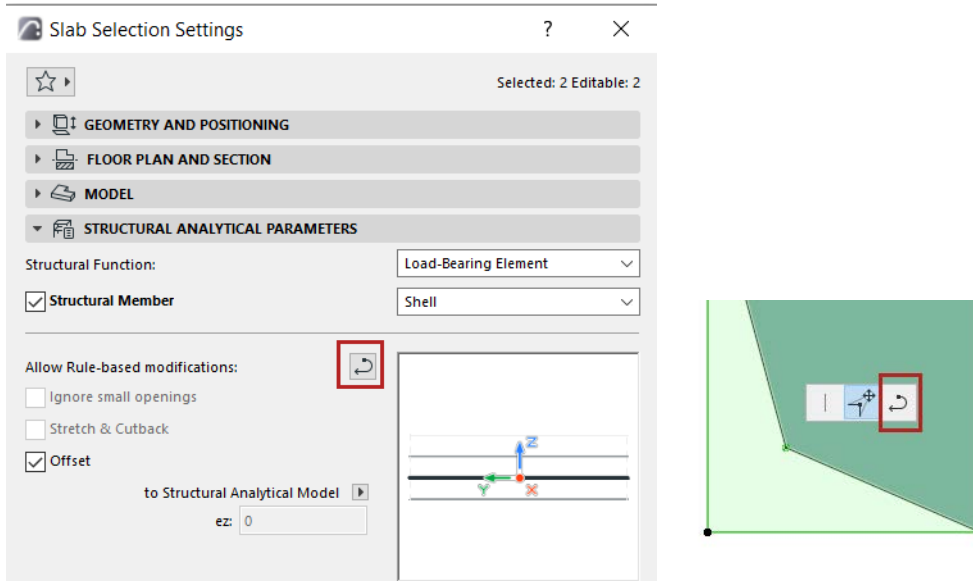 Slab Selection Settings ?
Selected: 2 Editable: 2
GEOMETRY AND POSITIONING
FLOOR PLAN AND SECTION
MODEL
STRUCTURAL ANALYTICAL PARAMETERS
Structural Function: Load-Bearing Element
Structural Member Shell
Allow Rule-based modifications:
Ignore small openings
Stretch & Cutback
Offset
Z
Y X
to Structural Analytical Model
ez: 0